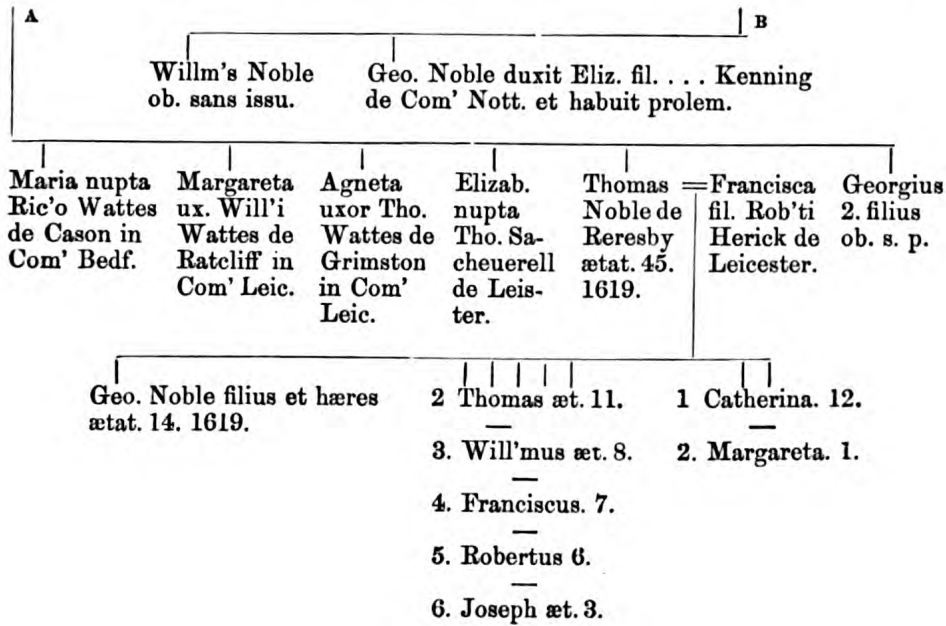 A
B
Willm's Noble
ob. sans issu.
Geo. Noble duxit Eliz. fil. . . . . Kenning
de Com' Nott. et habuit prolem.
Maria nupta
Ric'o Wattes
de Cason in
Com' Bedf.
Margareta
ux. Will'i
Wattes de
Ratcliff in
Com' Leic.
Agneta
uxor Tho.
Wattes de
Grimston
in Com'
Leic.
Elizab.
nupta
Tho. Sa-
cheuerell
de Leis-
ter.
Thomas
Noble de
Reresby
ætat. 45.
1619.
=Francisca
fil. Rob'ti
Herick de
Leicester.
Georgius
2. filius
ob. s. p.
Geo. Noble filius et hæres
ætat. 14. 1619.
2 Thomas æt. 11.
3. Will'mus æt. 8.
4. Franciscus. 7.
5. Robertus 6.
6. Joseph æt. 3.
1 Catherina. 12.
2. Margareta. 1.